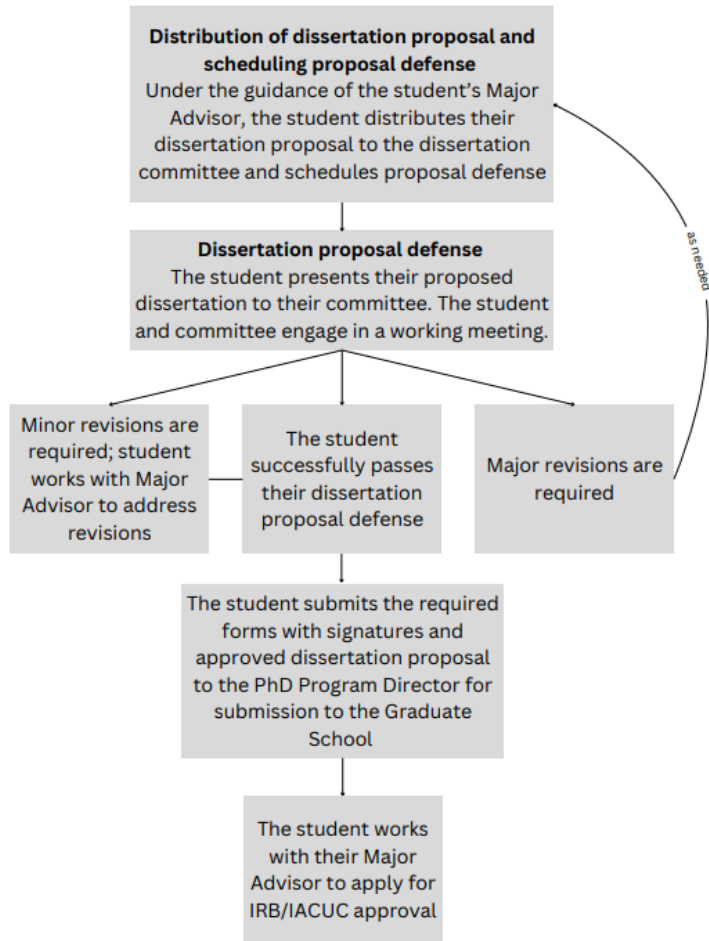 Distribution of dissertation proposal and
scheduling proposal defense
Under the guidance of the student’s Major
Advisor, the student distributes their
dissertation proposal to the dissertation
committee and schedules proposal defense
as needed
Dissertation proposal defense
The student presents their proposed
dissertation to their committee. The student
and committee engage in a working meeting.
Minor revisions are
required; student
works with Major
Advisor to address
revisions
The student
successfully passes
their dissertation
proposal defense
Major revisions are
required
The student submits the required
forms with signatures and
approved dissertation proposal
to the PhD Program Director for
submission to the Graduate
School
The student works
with their Major
Advisor to apply for
IRB/IACUC approval